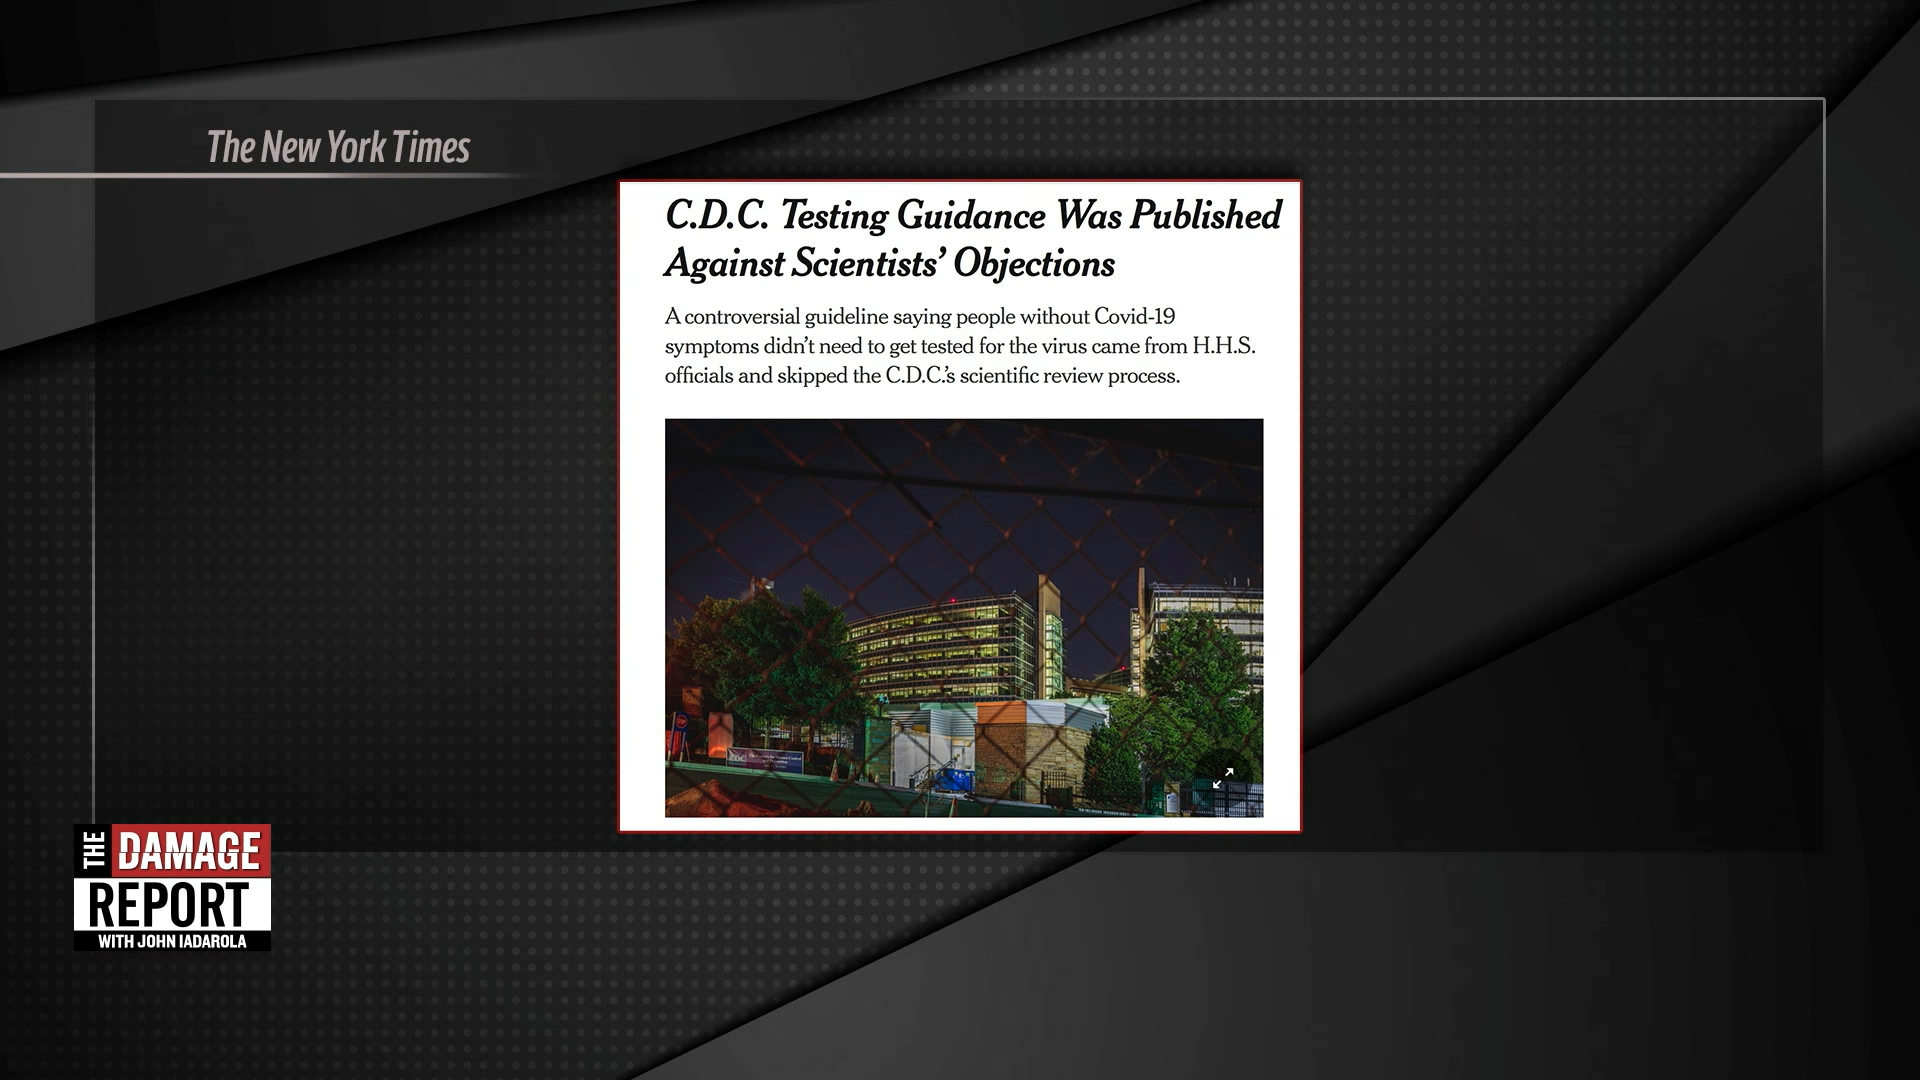 The New York Times
C.D.C. Testing Guidance Was Published
Against Scientists’ Objections
A controversial guideline saying people without Covid-19
symptoms didn’t need to get tested for the virus came from H.H.S.
officials and skipped the C.D.C.’s scientific review process.
CDC
THE
DAMAGE
REPORT
WITH JOHN IADAROLA